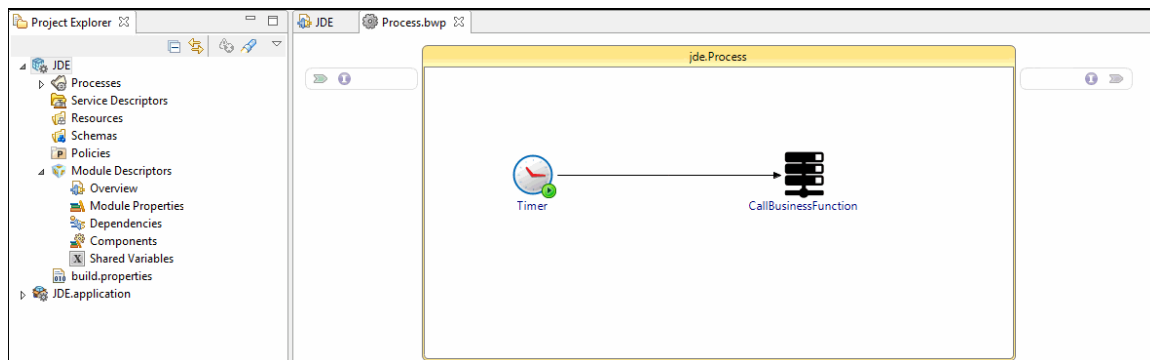 Project Explorer
JDE
Processes
Service Descriptors
Resources
Schemas
Policies
Module Descriptors
Overview
Module Properties
Dependencies
Components
Shared Variables
build.properties
JDE.application
JDE
Process.bwp
jde.Process
Timer
CallBusinessFunction